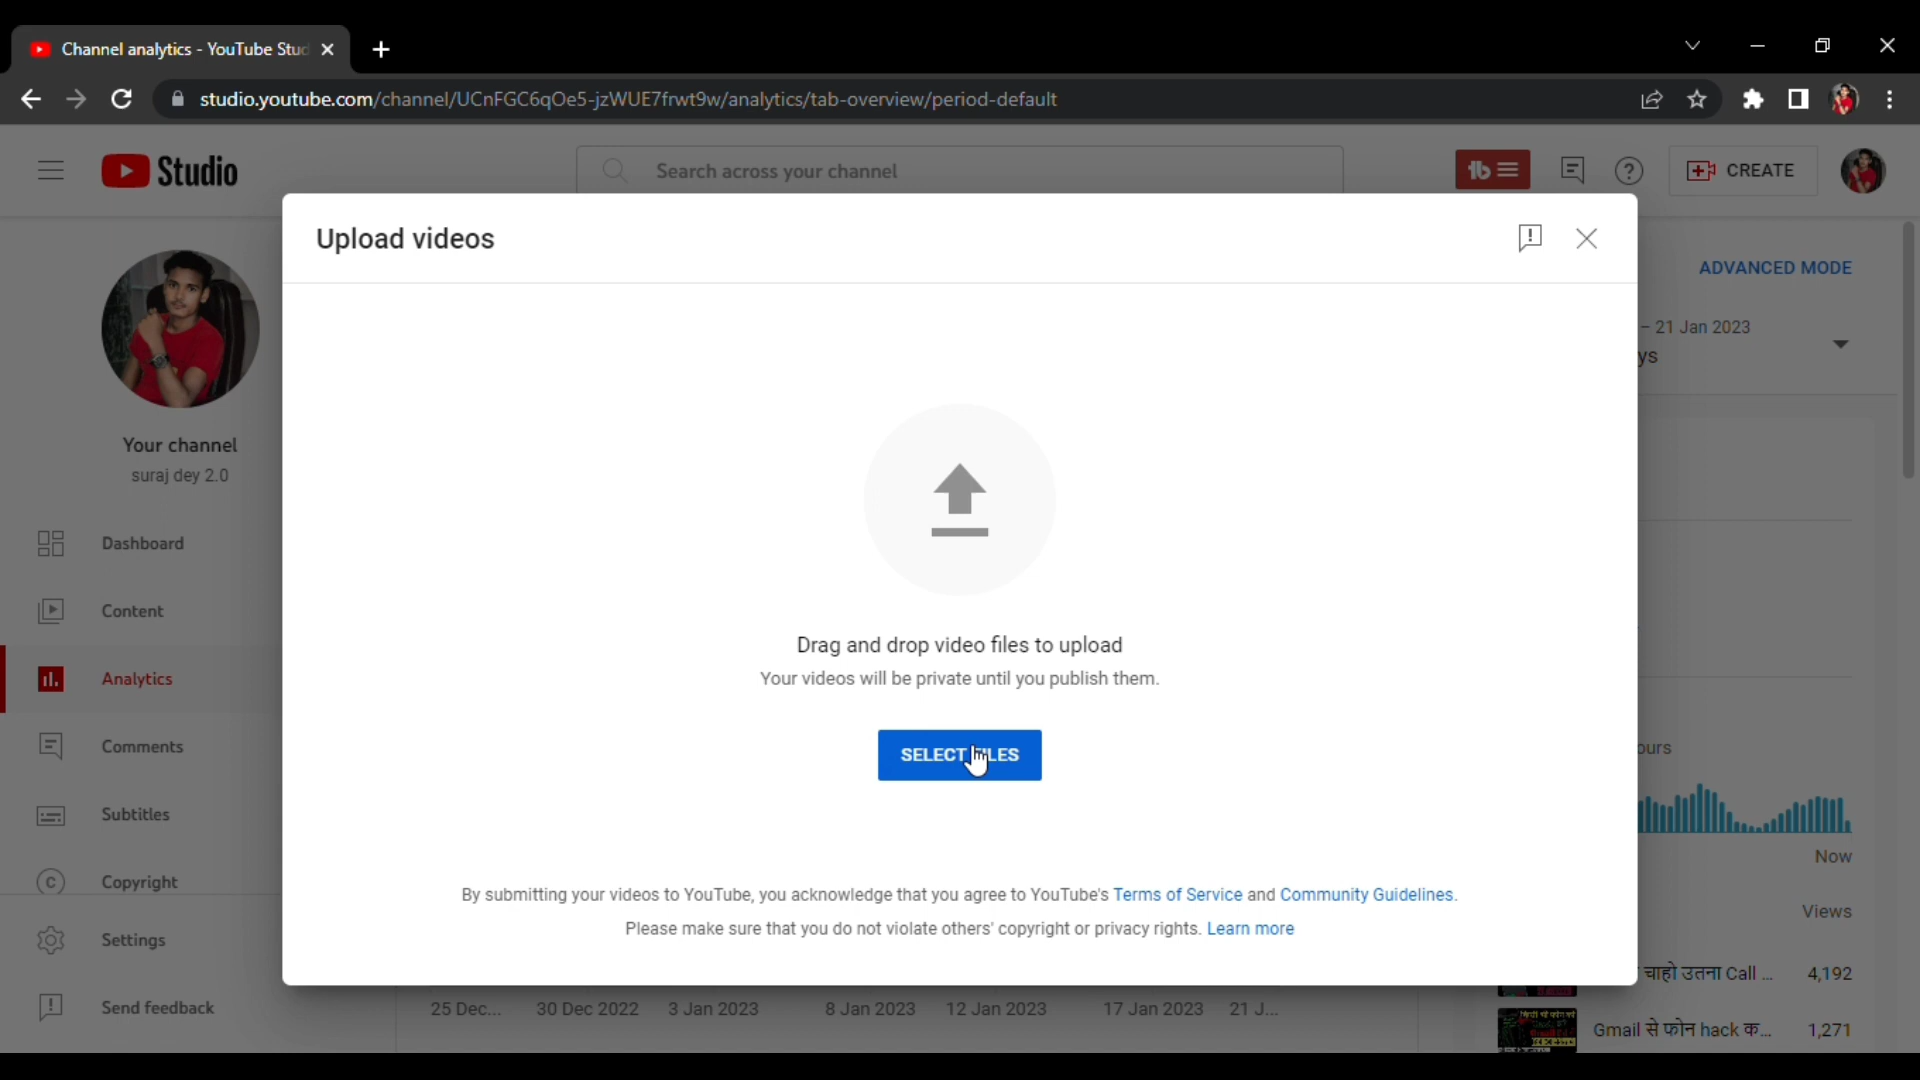 Channel analytics - YouTube Stud
studio.youtube.com/channel/UCnFGC6qOe5-jzWUE7frwt9w/analytics/tab-overview/period-default
Studio
Search across your channel
CREATE
Upload videos
ADVANCED MODE
– 21 Jan 2023
ys
Your channel
suraj dey 2.0
Dashboard
Content
Analytics
Comments
Subtitles
Copyright
Settings
Send feedback
Drag and drop video files to upload
Your videos will be private until you publish them.
SELECT FILES
By submitting your videos to YouTube, you acknowledge that you agree to YouTube's Terms of Service and Community Guidelines.
Please make sure that you do not violate others' copyright or privacy rights. Learn more
ours
Now
Views
चाहो उतना Call ... 4,192
Gmail से फोन hack क... 1,271
25 Dec... 30 Dec 2022 3 Jan 2023 8 Jan 2023 12 Jan 2023 17 Jan 2023 21 J...